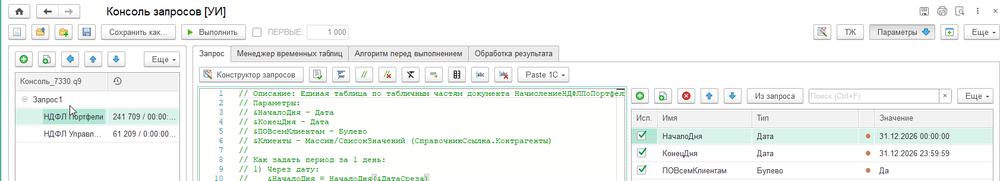 Консоль запросов [УИ]
Сохранить как...
Выполнить
ПЕРВЫЕ:
1 000
ТЖ
Параметры
Еще
Еще
Консоль_7330.q9
Запрос1
НДФЛ Портфели 241 709 / 00:00:...
НДФЛ Управл... 61 209 / 0:00:00...
Запрос
Менеджер временных таблиц
Алгоритм перед выполнением
Обработка результата
Конструктор запросов
Paste 1C
1 // Описание: Единая таблица по табличным частям документа НачислениеНДФЛПоПортфел
2 // Параметры:
3 // &НачалоДня - Дата
4 // &КонецДня - Дата
5 // &ПОВсемКлиентам - Булево
6 // &Клиенты - Массив/СписокЗначений (СправочникСсылка.Контрагенты)
7 //
8 // Как задать период за 1 день:
9 // 1) Через дату:
10 //    &НачалоДня = НачалоДня(&ДатаСреза)
Из запроса
Поиск (Ctrl+F)
Еще
Исп. Имя Тип Значение
НачалоДня Дата 31.12.2026 00:00:00
КонецДня Дата 31.12.2026 23:59:59
ПОВсемКлиентам Булево Да